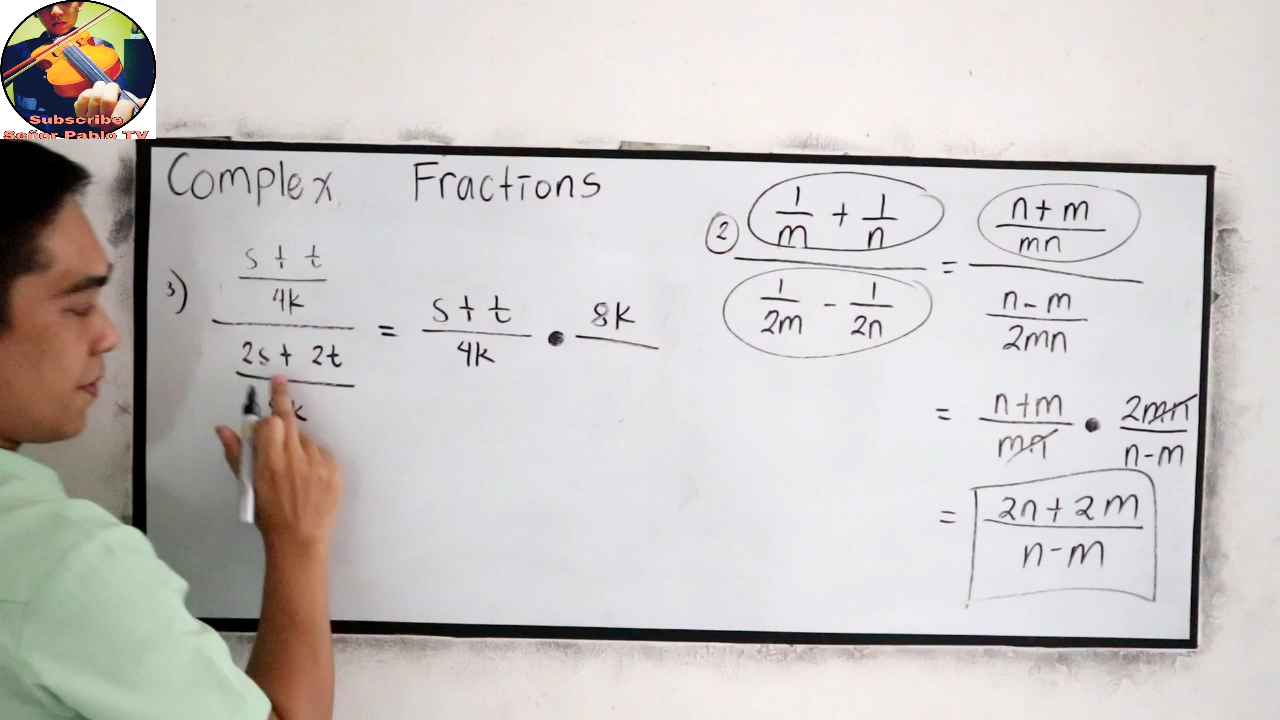 Subscribe
Señor Pablo TV
Complex Fractions
3)
s + t
4k
2s + 2t
k
=
s + t
4k
•
8k
②
1/m + 1/n
1/2m - 1/2n
=
n + m
mn
n - m
2mn
=
n + m
mn
•
2mn
n - m
=
2n + 2m
n - m